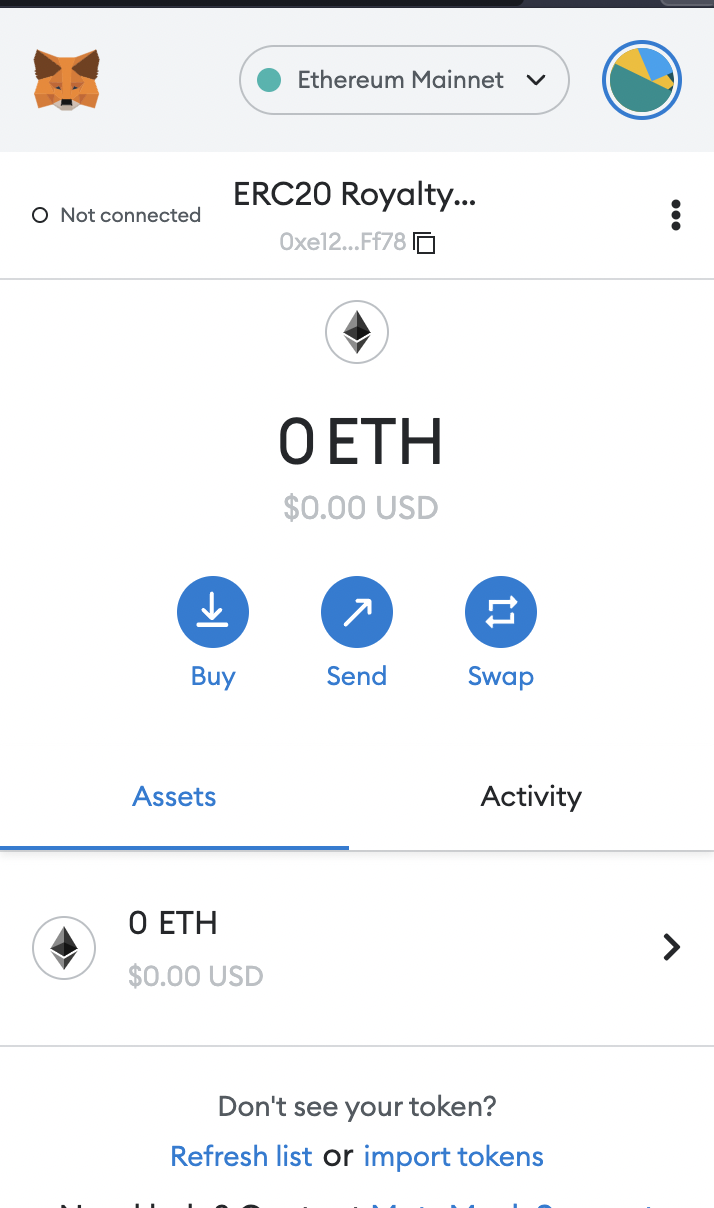 Ethereum Mainnet
Not connected
ERC20 Royalty...
0xe12...Ff78
0 ETH
$0.00 USD
Buy Send Swap
Assets Activity
0 ETH
$0.00 USD
Don't see your token?
Refresh list or import tokens